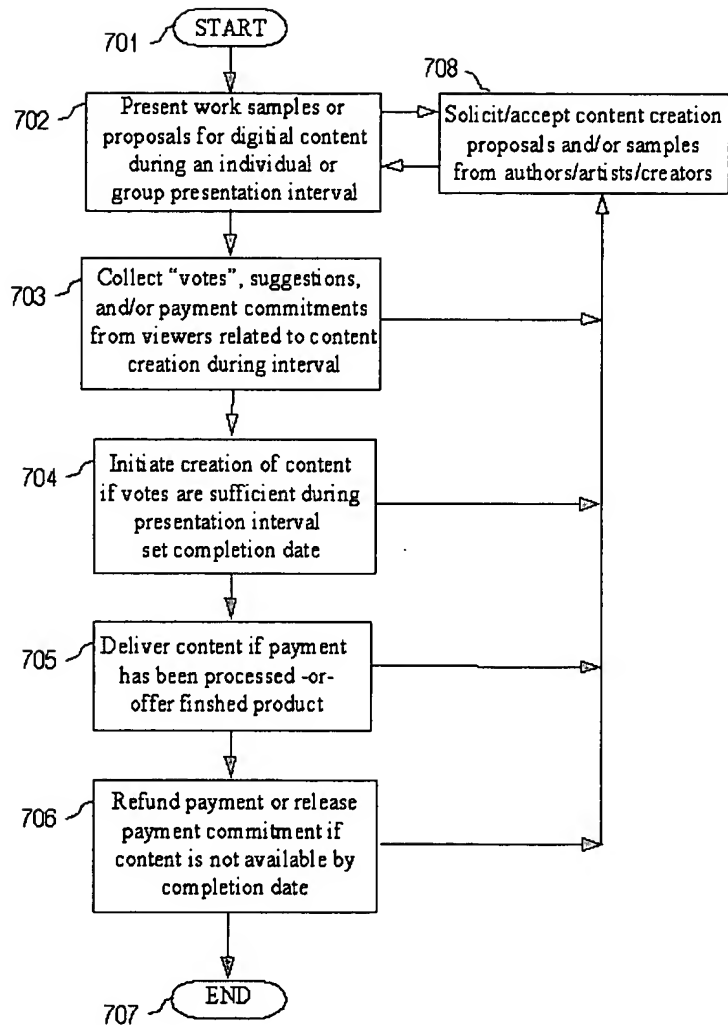 701
START
702
Present work samples or
proposals for digitial content
during an individual or
group presentation interval
708
Solicit/accept content creation
proposals and/or samples
from authors/artists/creators
703
Collect "votes", suggestions,
and/or payment commitments
from viewers related to content
creation during interval
704
Initiate creation of content
if votes are sufficient during
presentation interval
set completion date
705
Deliver content if payment
has been processed -or-
offer finshed product
706
Refund payment or release
payment commitment if
content is not available by
completion date
707
END